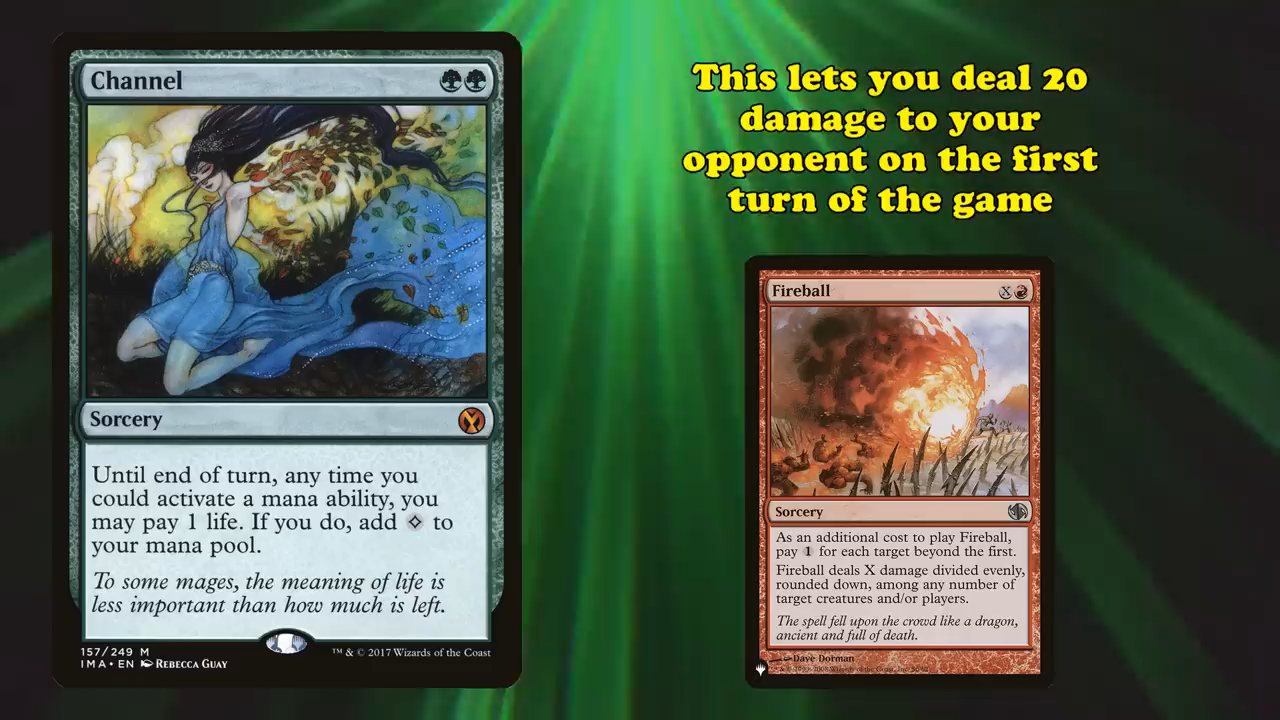 Channel
Sorcery
Until end of turn, any time you
could activate a mana ability, you
may pay 1 life. If you do, add to
your mana pool.
To some mages, the meaning of life is
less important than how much is left.
157/249 M
IMA • EN Rebecca Guay
™ & © 2017 Wizards of the Coast
This lets you deal 20
damage to your
opponent on the first
turn of the game
Fireball X
Sorcery
As an additional cost to play Fireball,
pay 1 for each target beyond the first.
Fireball deals X damage divided evenly,
rounded down, among any number of
target creatures and/or players.
The spell fell upon the crowd like a dragon,
ancient and full of death.
Dave Dorman
Wizards of the Coast, Inc.